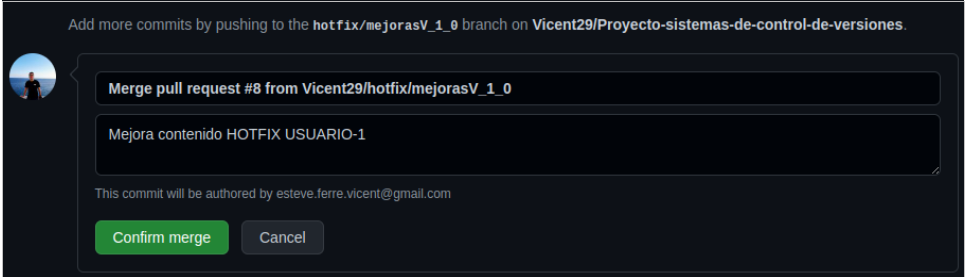 Add more commits by pushing to the hotfix/mejorasV_1_0 branch on Vicent29/Proyecto-sistemas-de-control-de-versiones.
Merge pull request #8 from Vicent29/hotfix/mejorasV_1_0
Mejora contenido HOTFIX USUARIO-1
This commit will be authored by esteve.ferre.vicent@gmail.com
Confirm merge Cancel